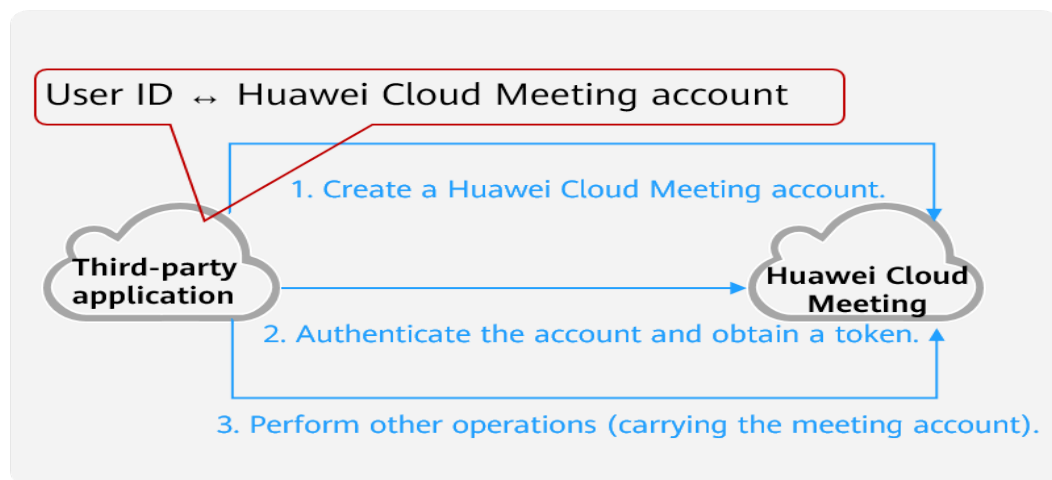 User ID ↔ Huawei Cloud Meeting account
1. Create a Huawei Cloud Meeting account.
Third-party
application
Huawei Cloud
Meeting
2. Authenticate the account and obtain a token.
3. Perform other operations (carrying the meeting account).